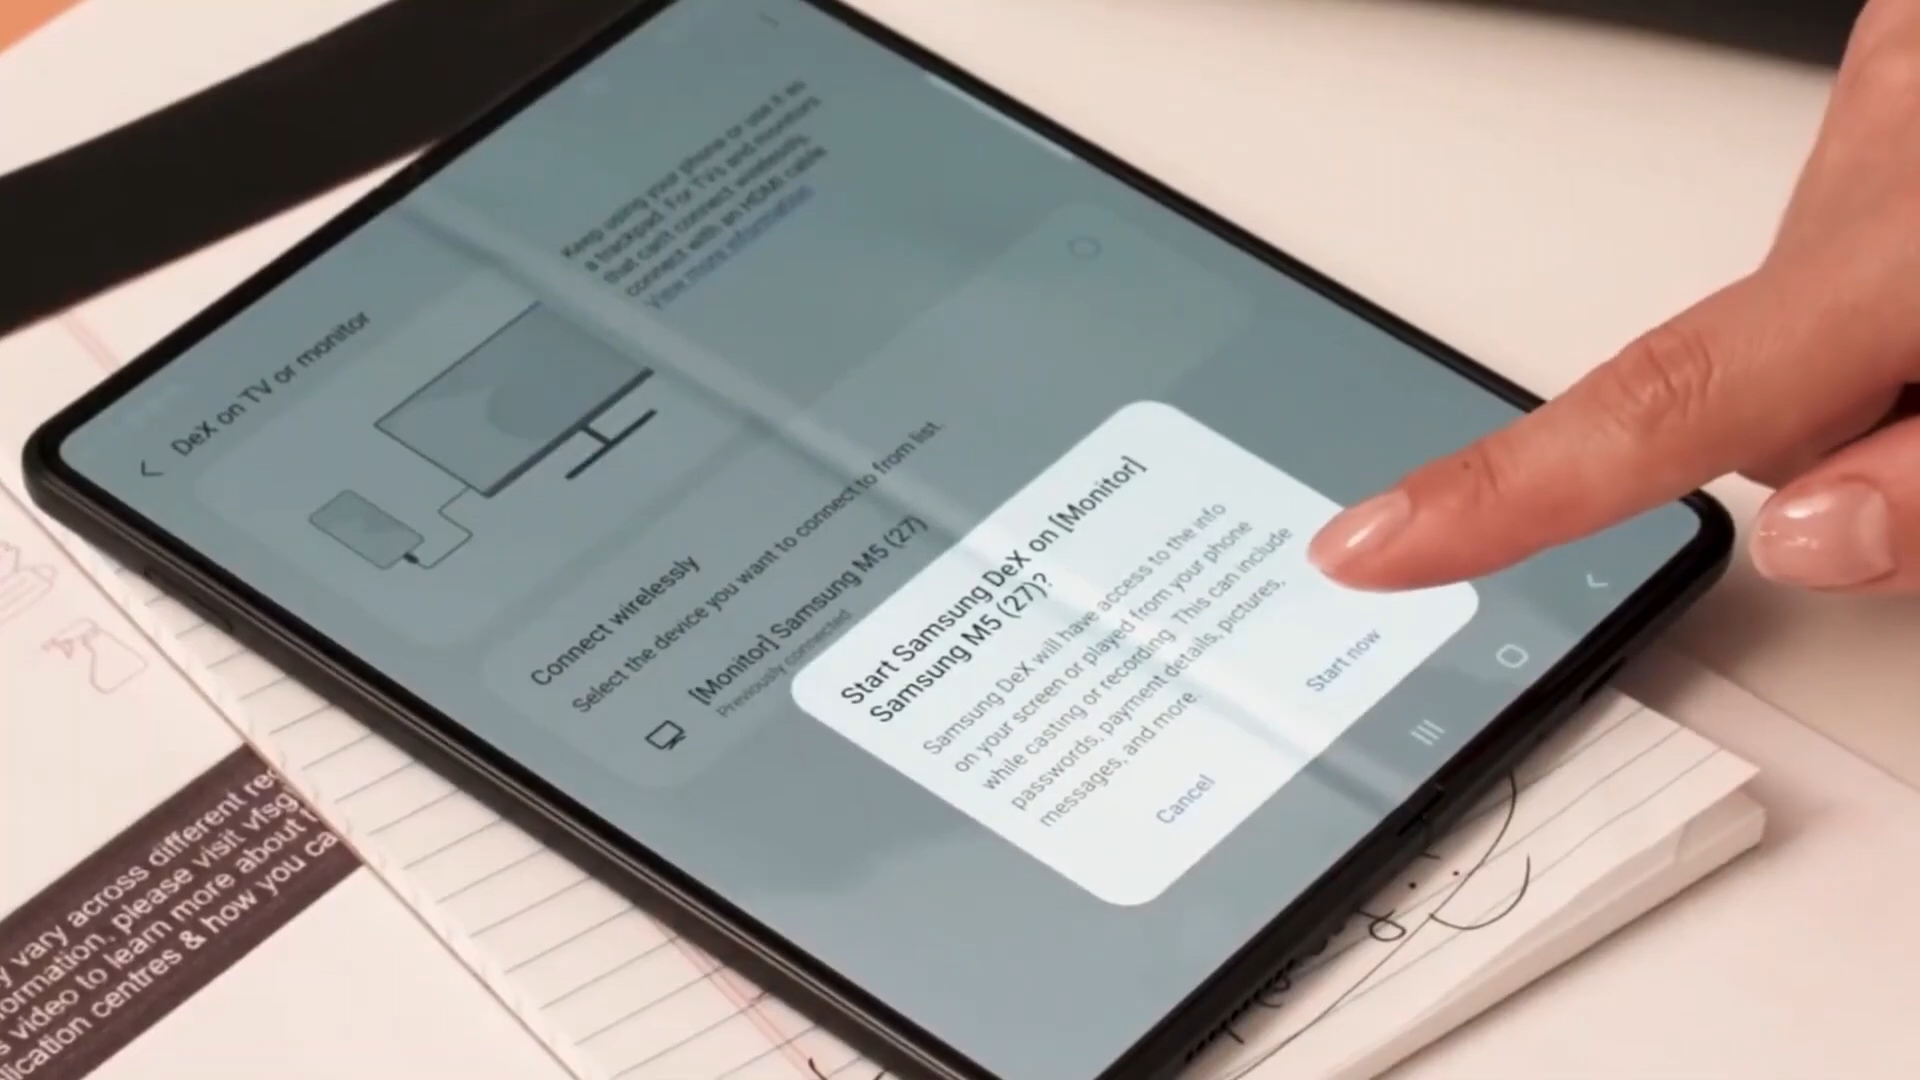 DeX on TV or monitor
Keep using your phone or use it as
a trackpad. For TVs and monitors
that can't connect wirelessly,
connect with an HDMI cable
View more information
Connect wirelessly
Select the device you want to connect to from list.
[Monitor] Samsung M5 (27)
Previously connected
Start Samsung DeX on [Monitor]
Samsung M5 (27)?
Samsung DeX will have access to the info
on your screen or played from your phone
while casting or recording. This can include
passwords, payment details, pictures,
messages, and more.
Cancel
Start now
y vary across different
ormation, please visit vfsg
s video to learn more about
lication centres & how you ca